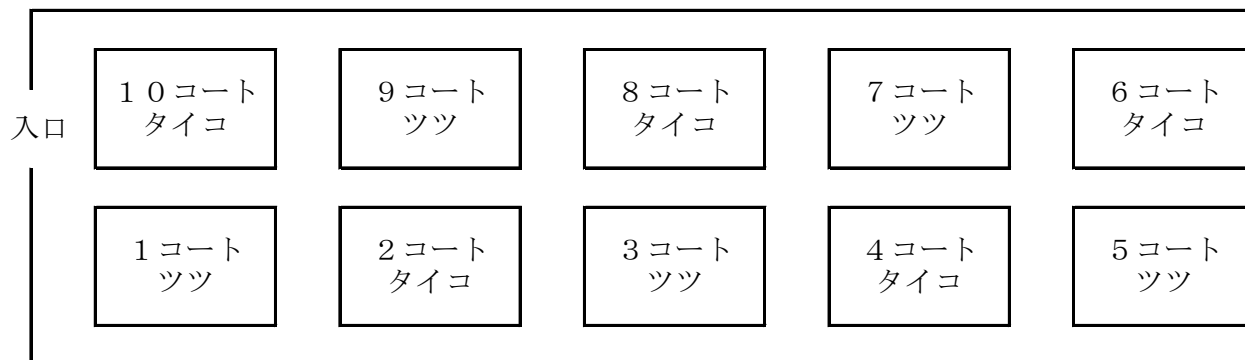 １０コート
タイコ
９コート
ツツ
８コート
タイコ
７コート
ツツ
６コート
タイコ
入口
１コート
ツツ
２コート
タイコ
３コート
ツツ
４コート
タイコ
５コート
ツツ